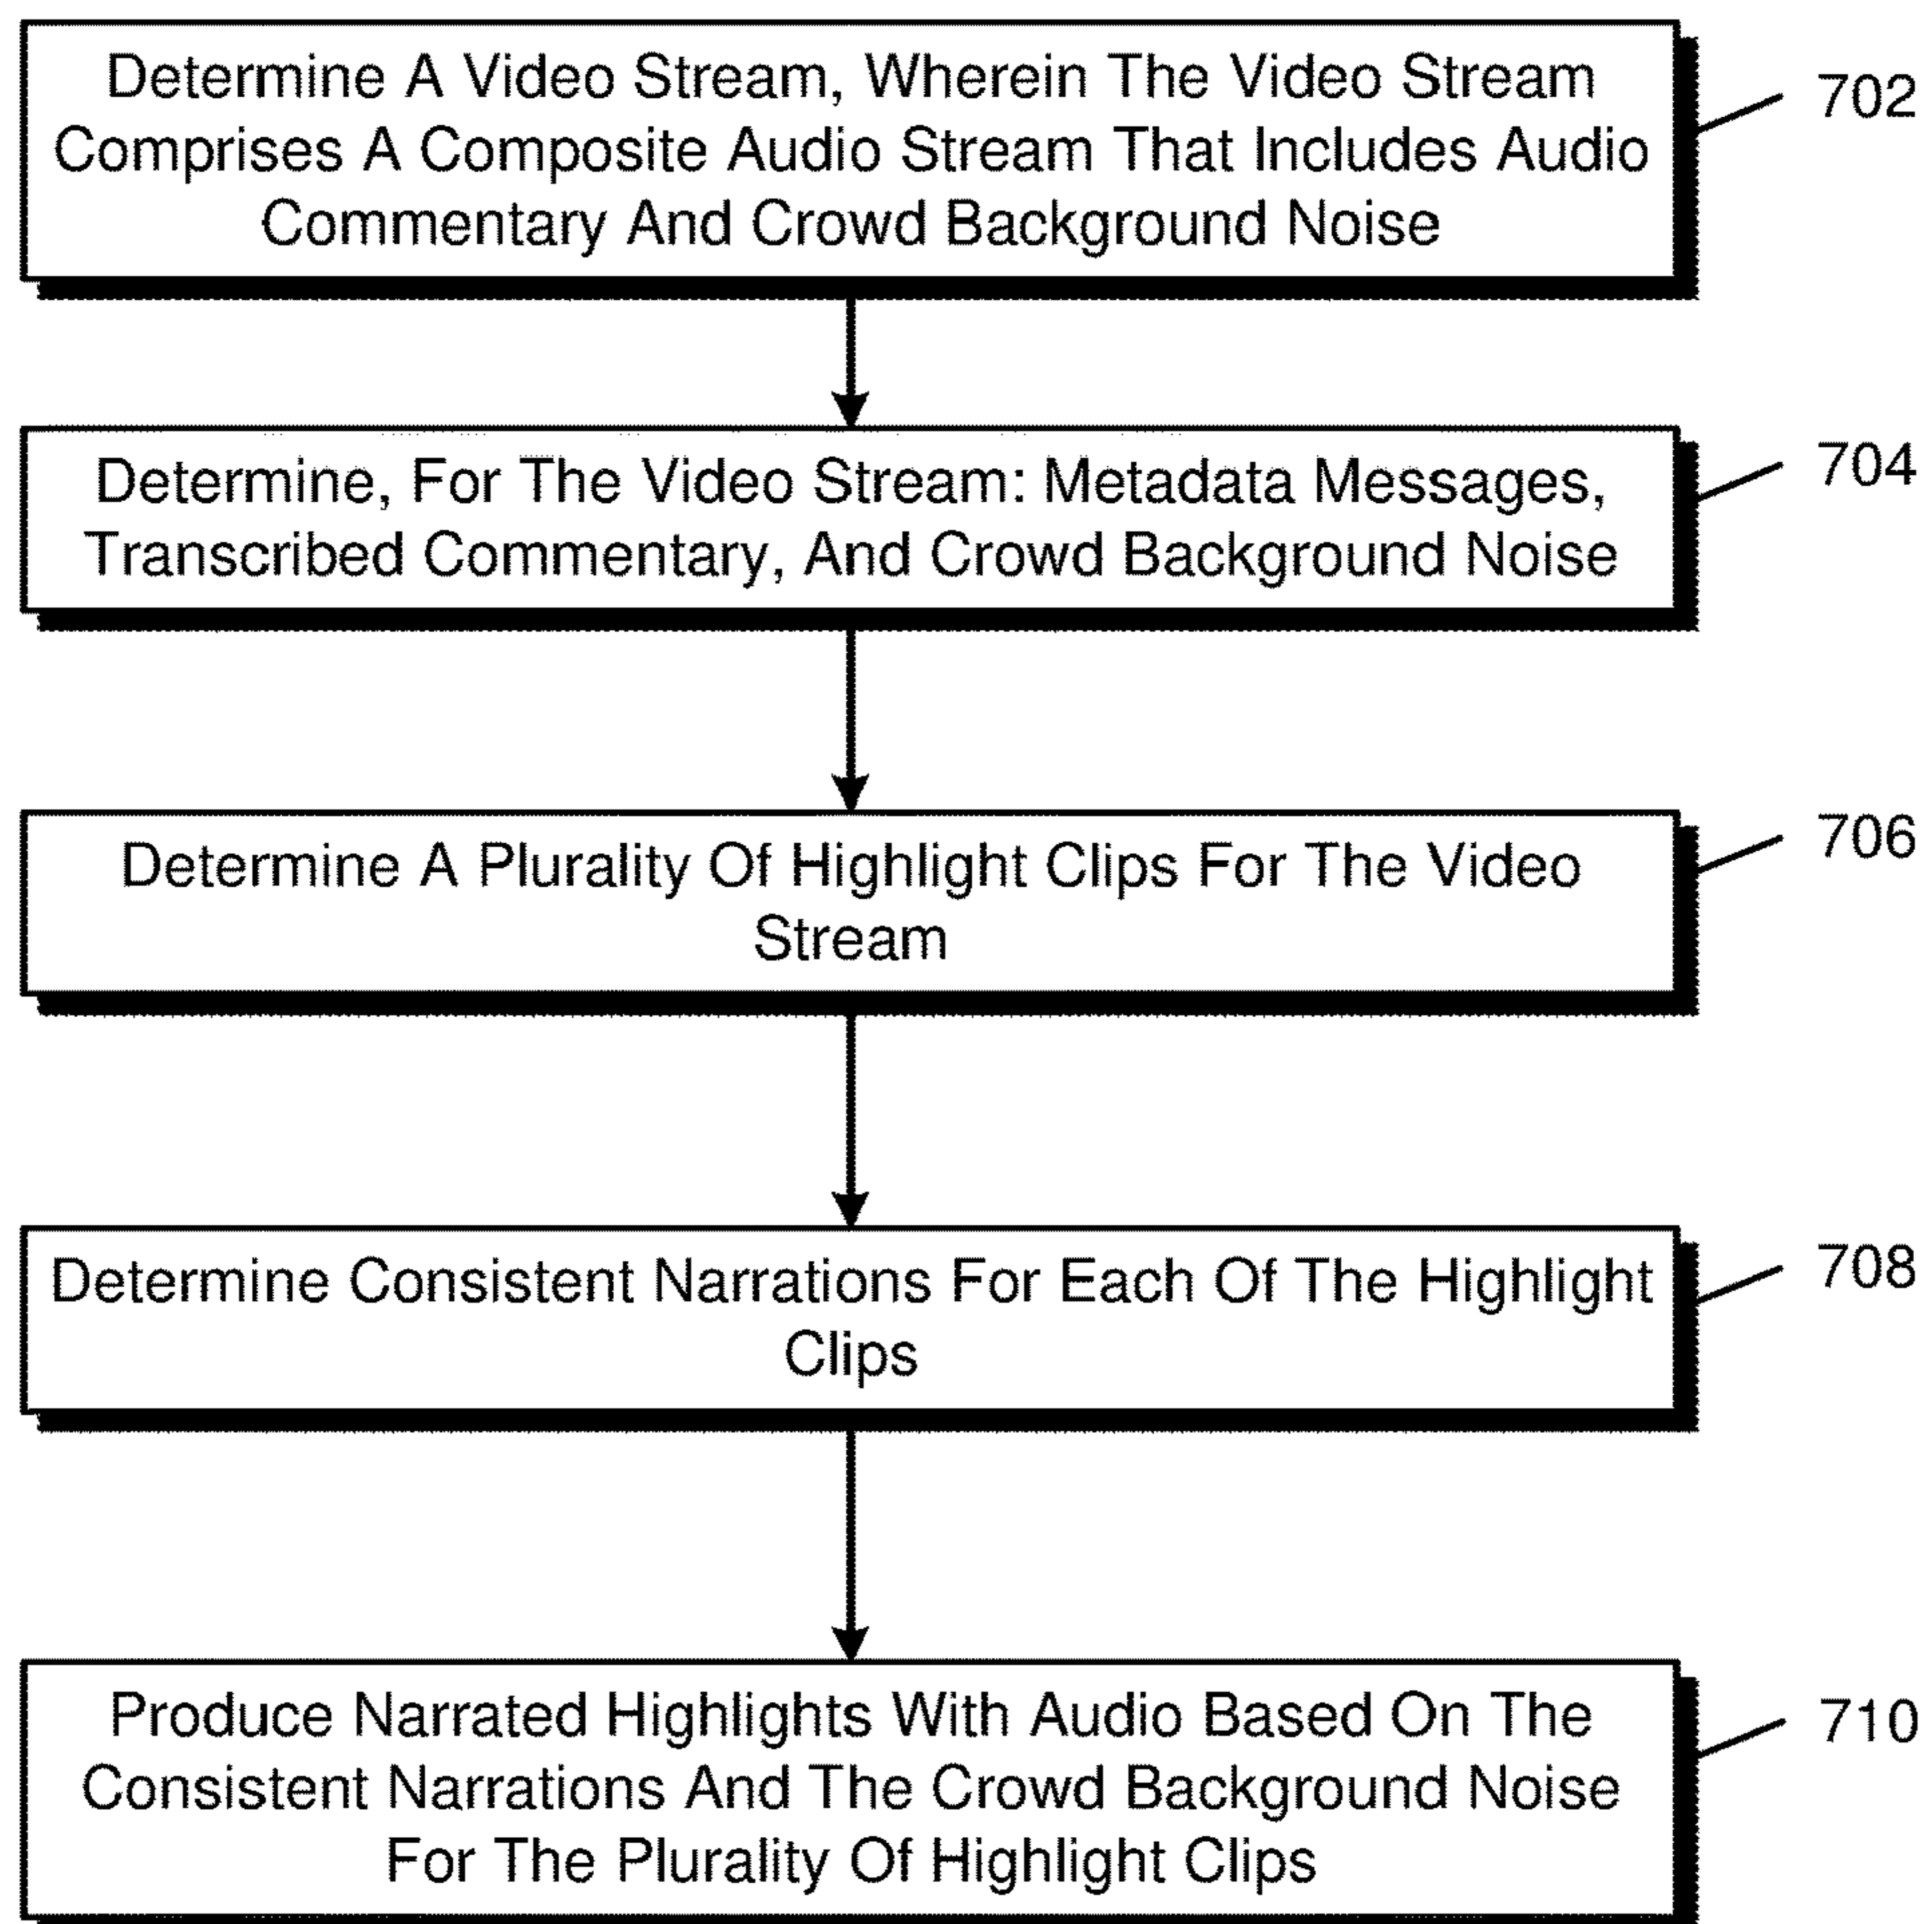 Determine A Video Stream, Wherein The Video Stream
Comprises A Composite Audio Stream That Includes Audio
Commentary And Crowd Background Noise
702
Determine, For The Video Stream: Metadata Messages,
Transcribed Commentary, And Crowd Background Noise
704
Determine A Plurality Of Highlight Clips For The Video
Stream
706
Determine Consistent Narrations For Each Of The Highlight
Clips
708
Produce Narrated Highlights With Audio Based On The
Consistent Narrations And The Crowd Background Noise
For The Plurality Of Highlight Clips
710